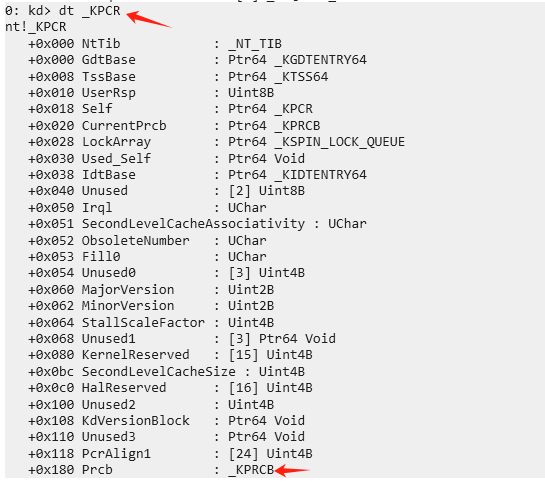 0: kd> dt _KPCR
nt!_KPCR
   +0x000 NtTib            : _NT_TIB
   +0x000 GdtBase          : Ptr64 _KGDTENTRY64
   +0x008 TssBase          : Ptr64 _KTSS64
   +0x010 UserRsp          : Uint8B
   +0x018 Self             : Ptr64 _KPCR
   +0x020 CurrentPrcb      : Ptr64 _KPRCB
   +0x028 LockArray        : Ptr64 _KSPIN_LOCK_QUEUE
   +0x030 Used_Self        : Ptr64 Void
   +0x038 IdtBase          : Ptr64 _KIDTENTRY64
   +0x040 Unused           : [2] Uint8B
   +0x050 Irql             : UChar
   +0x051 SecondLevelCacheAssociativity : UChar
   +0x052 ObsoleteNumber   : UChar
   +0x053 Fill0            : UChar
   +0x054 Unused0          : [3] Uint4B
   +0x060 MajorVersion     : Uint2B
   +0x062 MinorVersion     : Uint2B
   +0x064 StallScaleFactor : Uint4B
   +0x068 Unused1          : [3] Ptr64 Void
   +0x080 KernelReserved   : [15] Uint4B
   +0x0bc SecondLevelCacheSize : Uint4B
   +0x0c0 HalReserved      : [16] Uint4B
   +0x100 Unused2          : Uint4B
   +0x108 KdVersionBlock   : Ptr64 Void
   +0x110 Unused3          : Ptr64 Void
   +0x118 PcrAlign1        : [24] Uint4B
   +0x180 Prcb             : _KPRCB